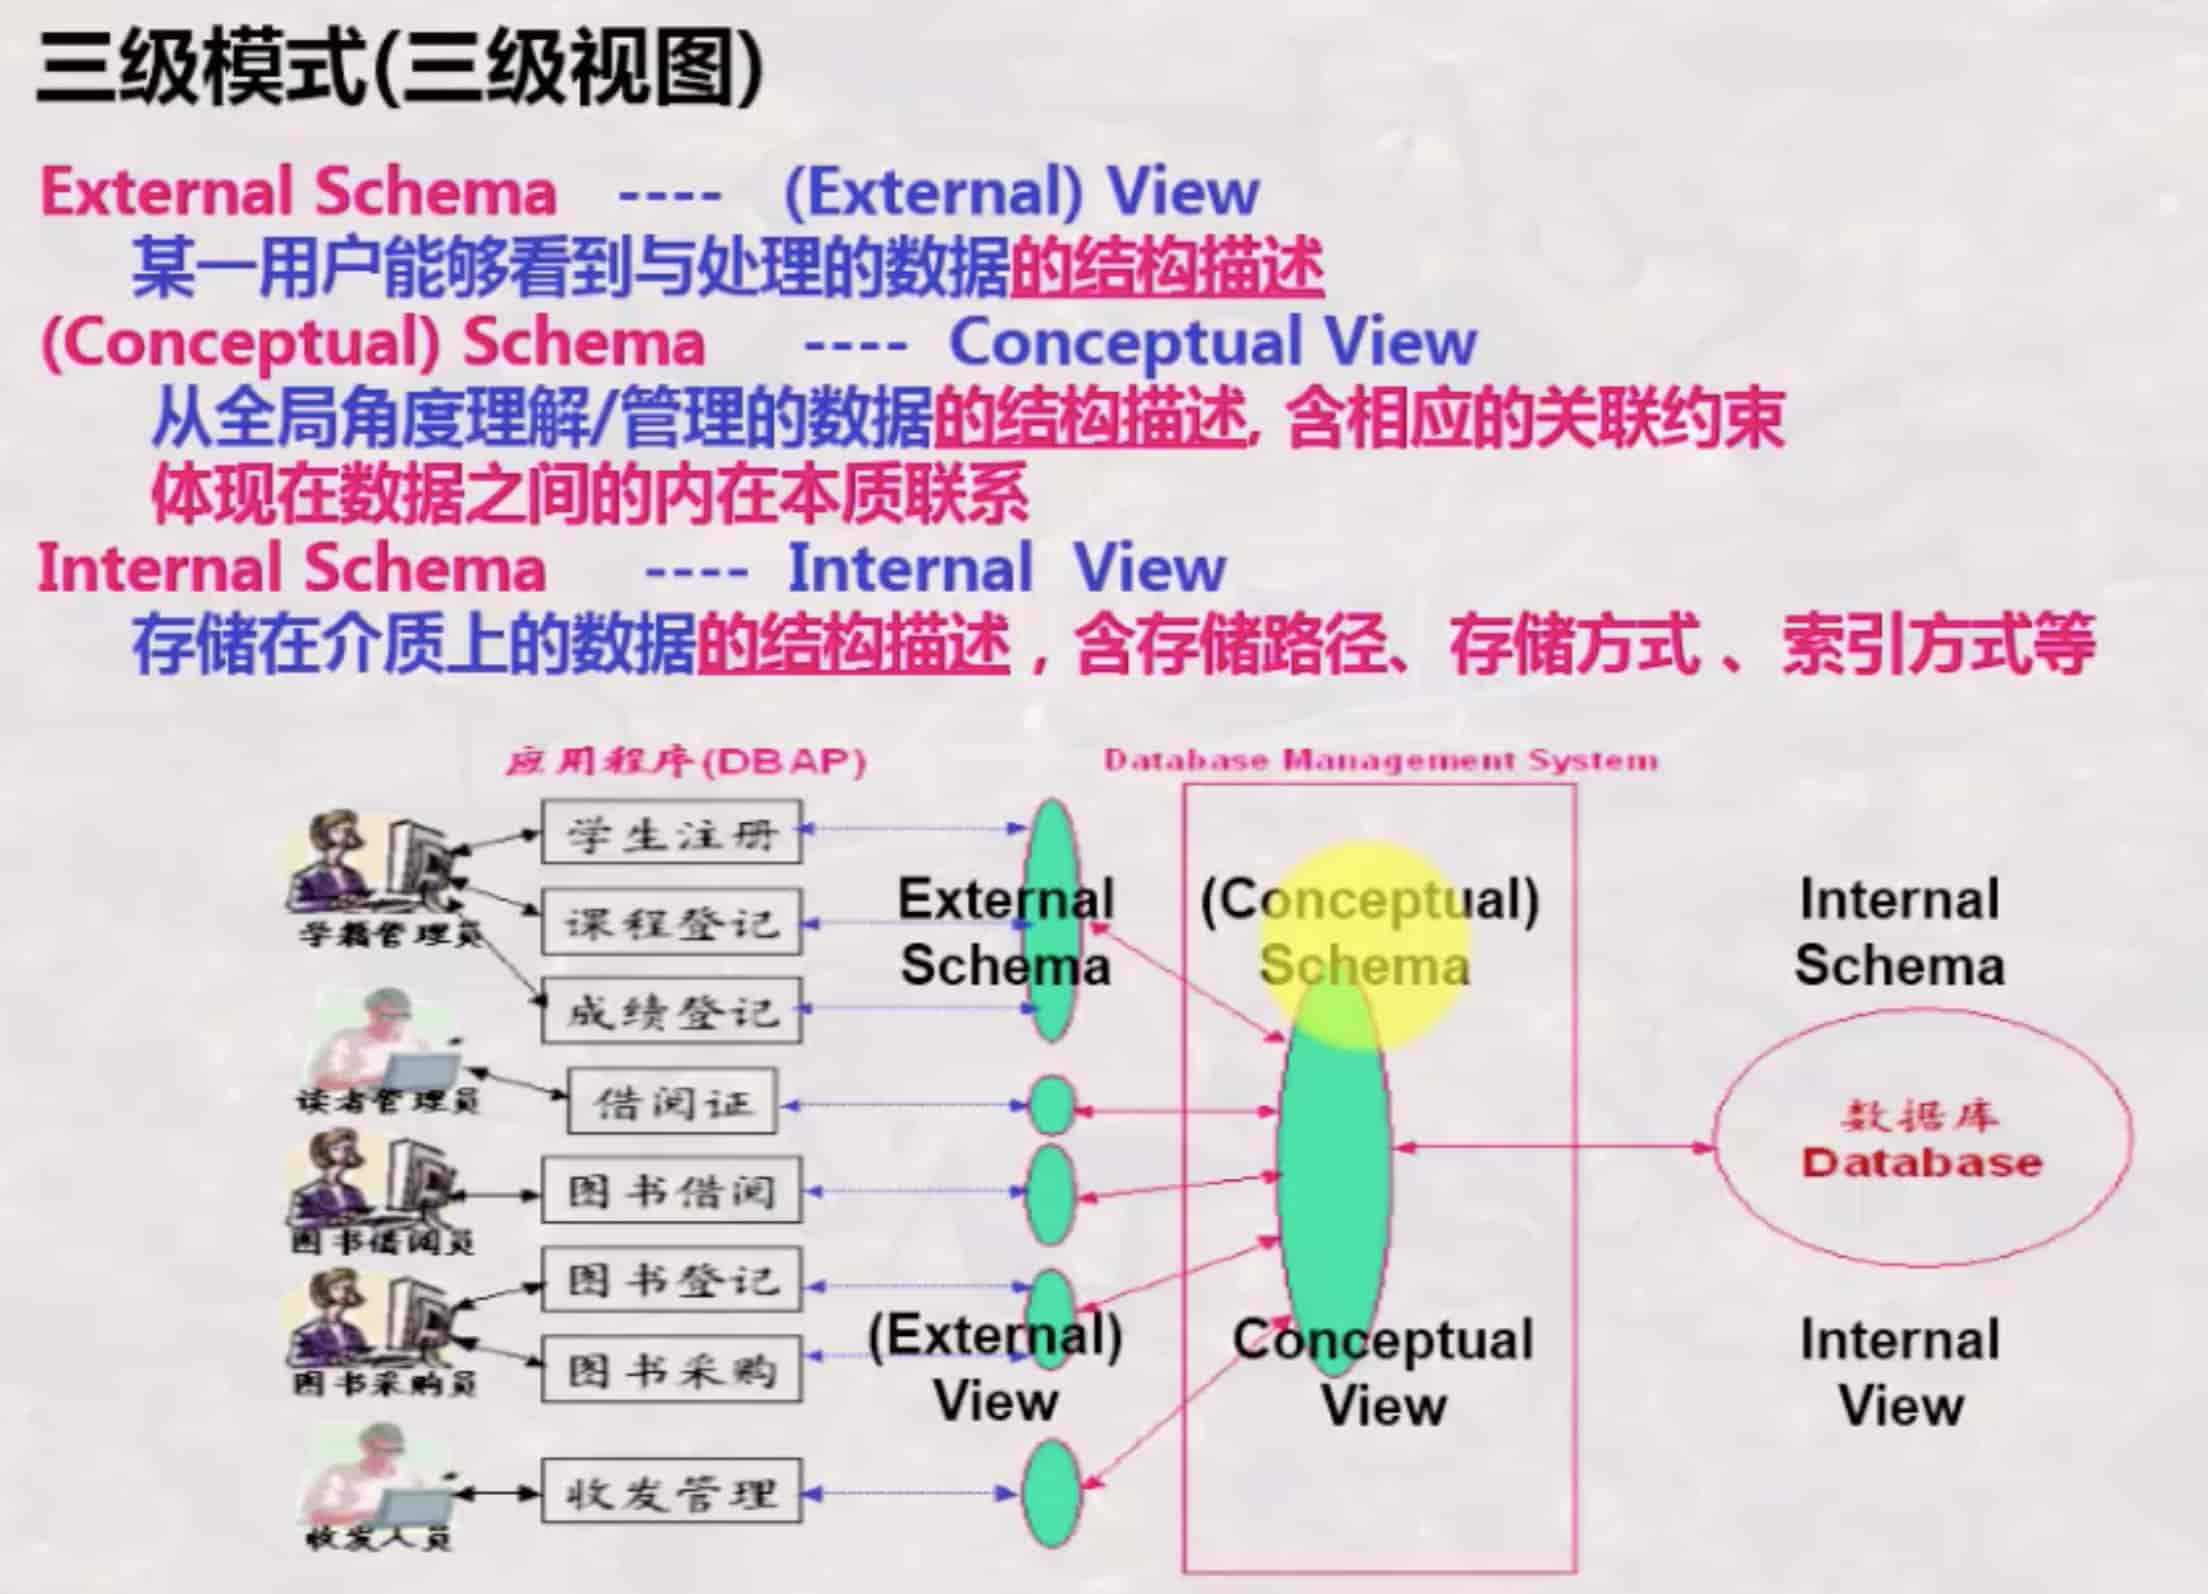 三级模式(三级视图)
External Schema ---- (External) View
某一用户能够看到与处理的数据的结构描述
(Conceptual) Schema ---- Conceptual View
从全局角度理解/管理的数据的结构描述, 含相应的关联约束
体现在数据之间的内在本质联系
Internal Schema ---- Internal View
存储在介质上的数据的结构描述，含存储路径、存储方式 、索引方式等
应用程序(DBAP)
Database Management System
学生注册
课程登记
成绩登记
借阅证
图书借阅
图书登记
图书采购
收发管理
学籍管理员
读者管理员
图书借阅员
图书采购员
收发人员
External
Schema
(External)
View
(Conceptual)
Schema
Conceptual
View
Internal
Schema
数据库
Database
Internal
View